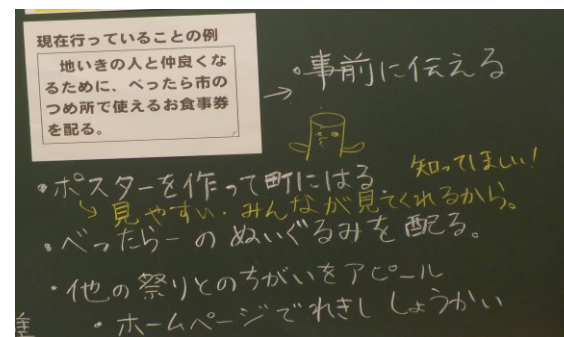 現在行っていることの例
地いきの人と仲良くな
るために、べったら市の
つめ所で使えるお食事券
を配る。
→・事前に伝える
・ポスターを作って町にはる
知ってほしい!
↳見やすい・みんなが見てくれるから。
・べったらーのぬいぐるみを配る。
・他の祭りとのちがいをアピール
・ホームページでれきししょうかい